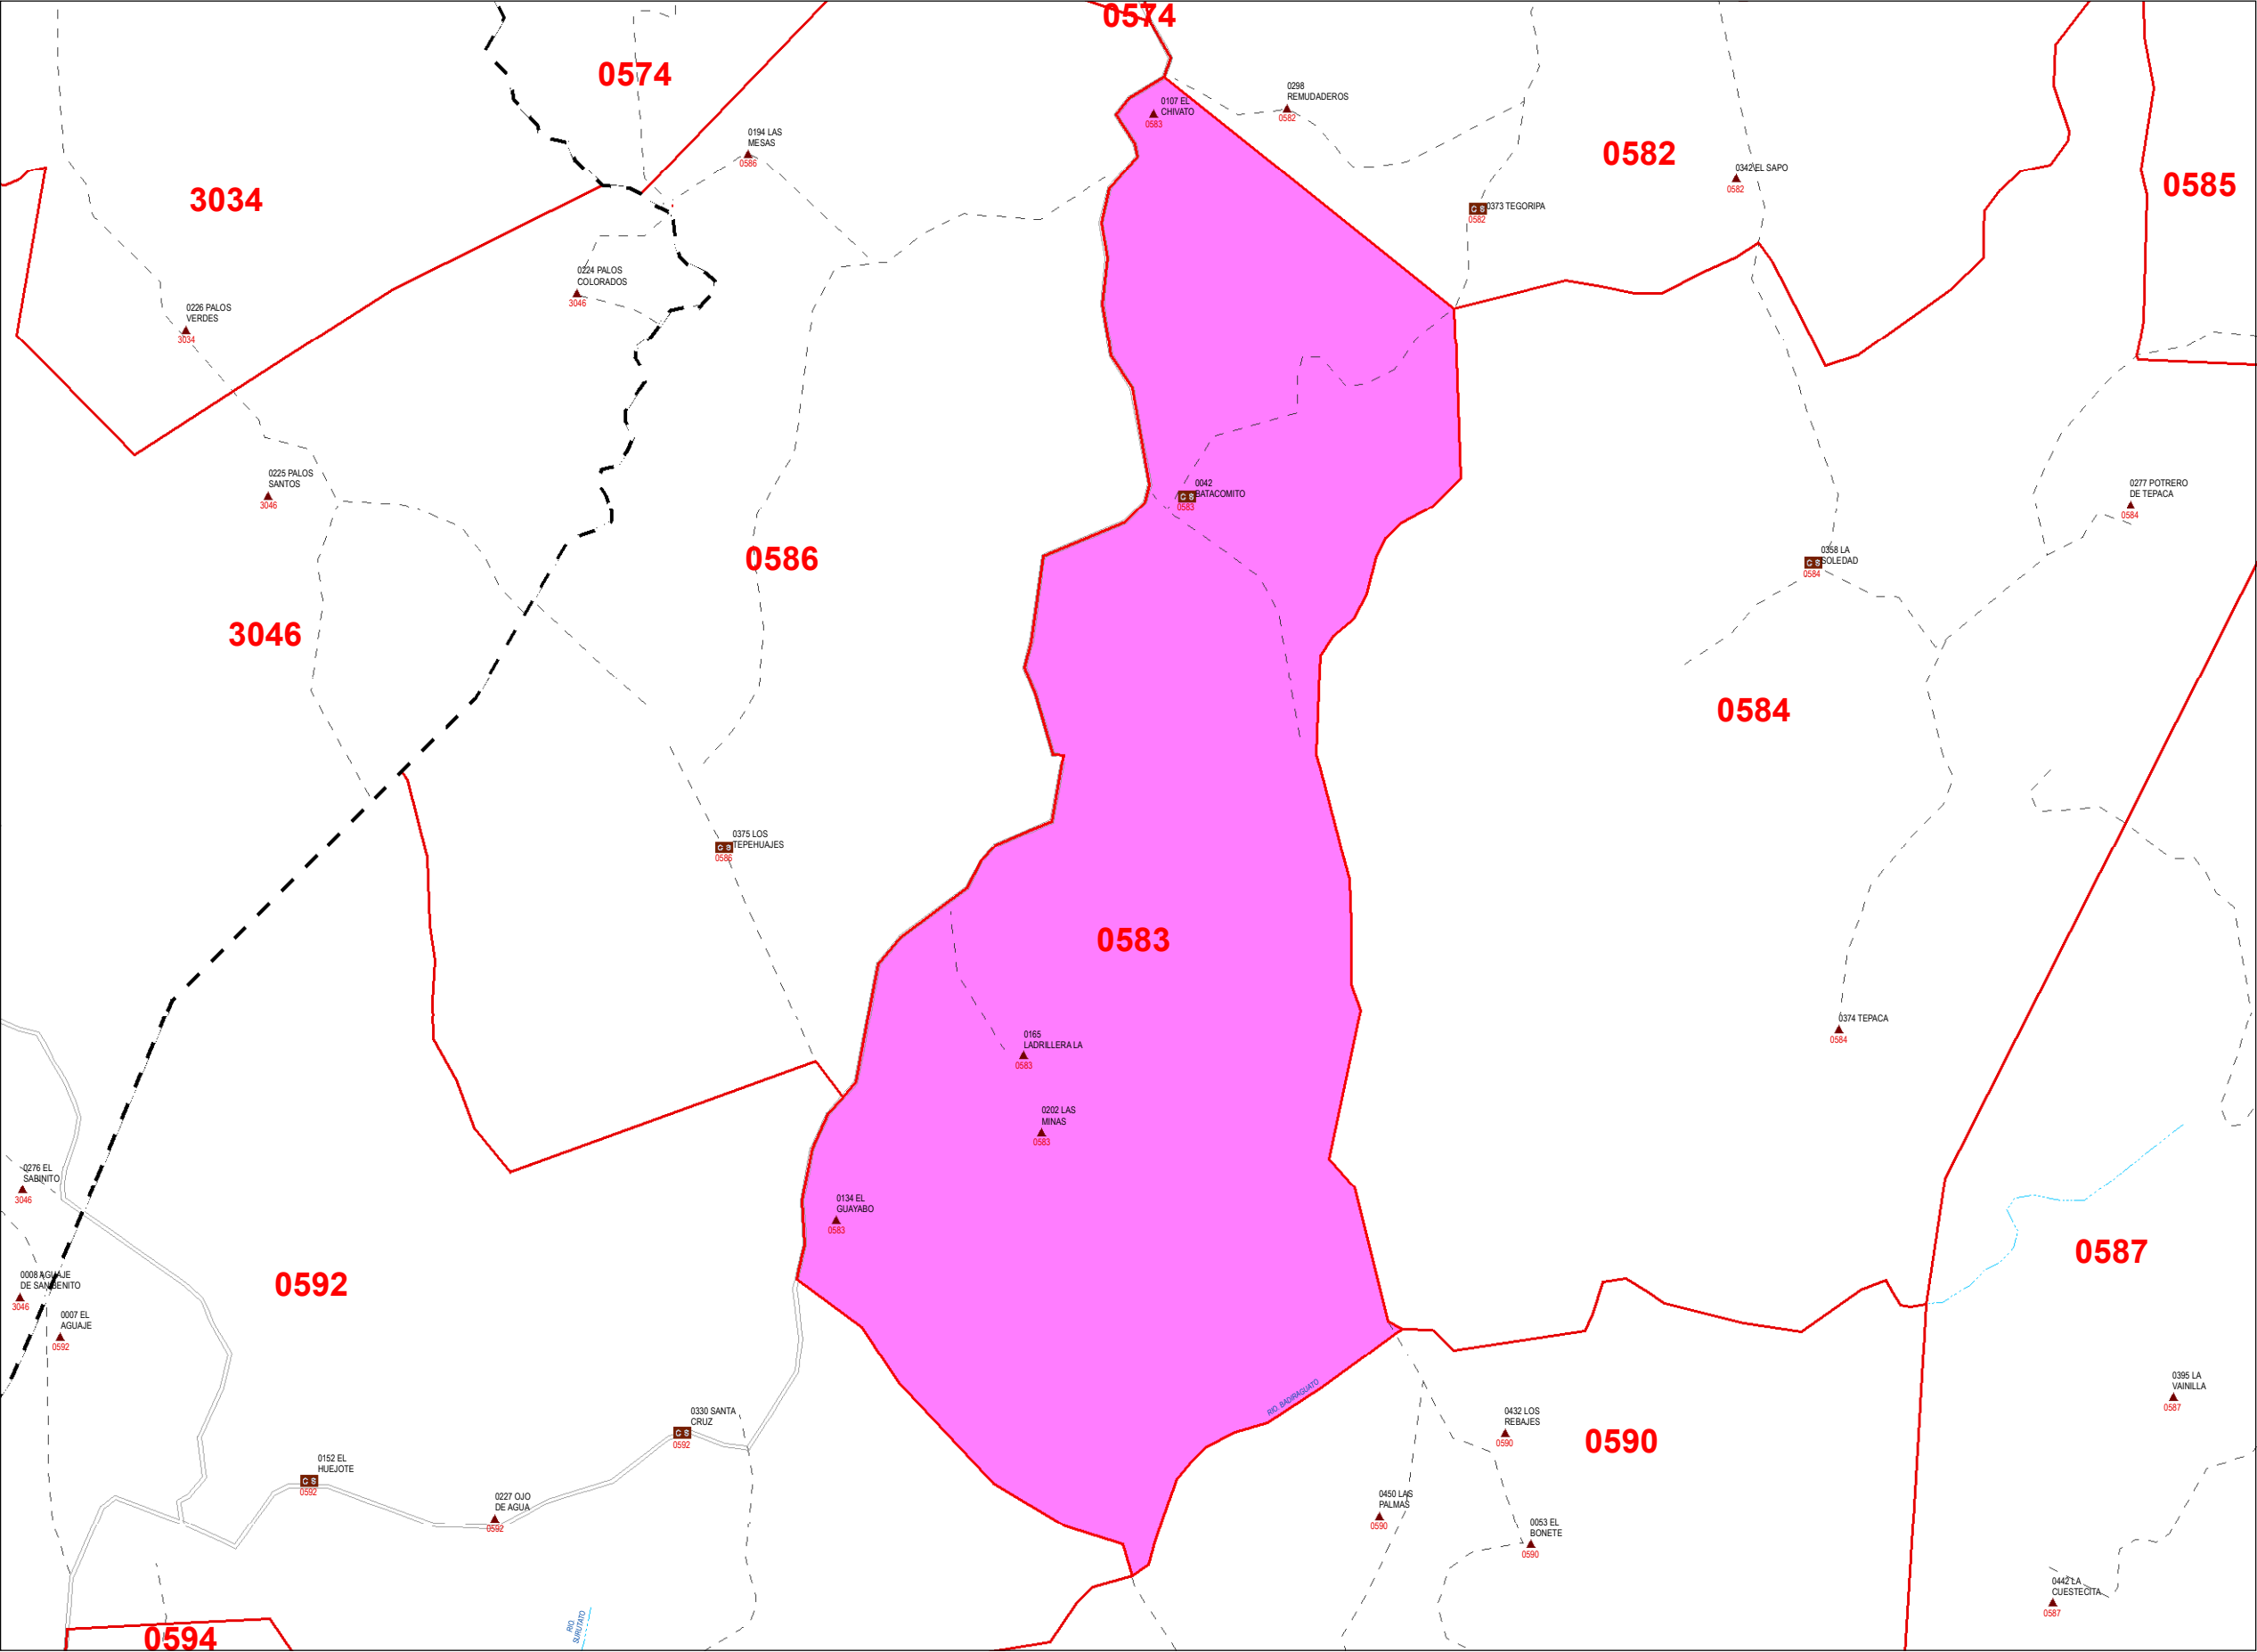 0574
0574
0107 EL
CHIVATO
0583
0298
REMUDADEROS
0582
0194 LAS
MESAS
0586
0582
0342 EL SAPO
0582
0585
3034
C S
0373 TEGORIPA
0582
0224 PALOS
COLORADOS
3046
0226 PALOS
VERDES
3034
0225 PALOS
SANTOS
3046
0042
BATACOMITO
C S
0583
0277 POTRERO
DE TEPACA
0584
0586
0358 LA
SOLEDAD
C S
0584
3046
0584
0375 LOS
TEPEHUAJES
C S
0586
0583
0374 TEPACA
0584
0165
LADRILLERA LA
0583
0202 LAS
MINAS
0583
0276 EL
SABINITO
3046
0134 EL
GUAYABO
0583
0587
0008 AGUAJE
DE SAN BENITO
3046
0592
0007 EL
AGUAJE
0592
RIO. BADIRAGUATO
0395 LA
VAINILLA
0587
0330 SANTA
CRUZ
C S
0592
0432 LOS
REBAJES
0590
0590
0152 EL
HUEJOTE
C S
0592
0227 OJO
DE AGUA
0592
0450 LAS
PALMAS
0590
0053 EL
BONETE
0590
0442 LA
CUESTECITA
0587
RIO.
SURUTATO
0594